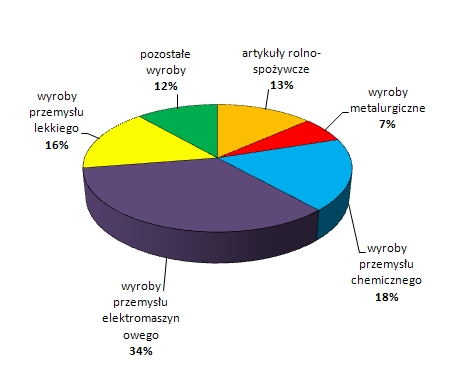 pozostałe
wyroby
12%
artykuły rolno-
spożywcze
13%
wyroby
metalurgiczne
7%
wyroby
przemysłu
lekkiego
16%
wyroby
przemysłu
chemicznego
18%
wyroby
przemysłu
elektromaszyn
owego
34%